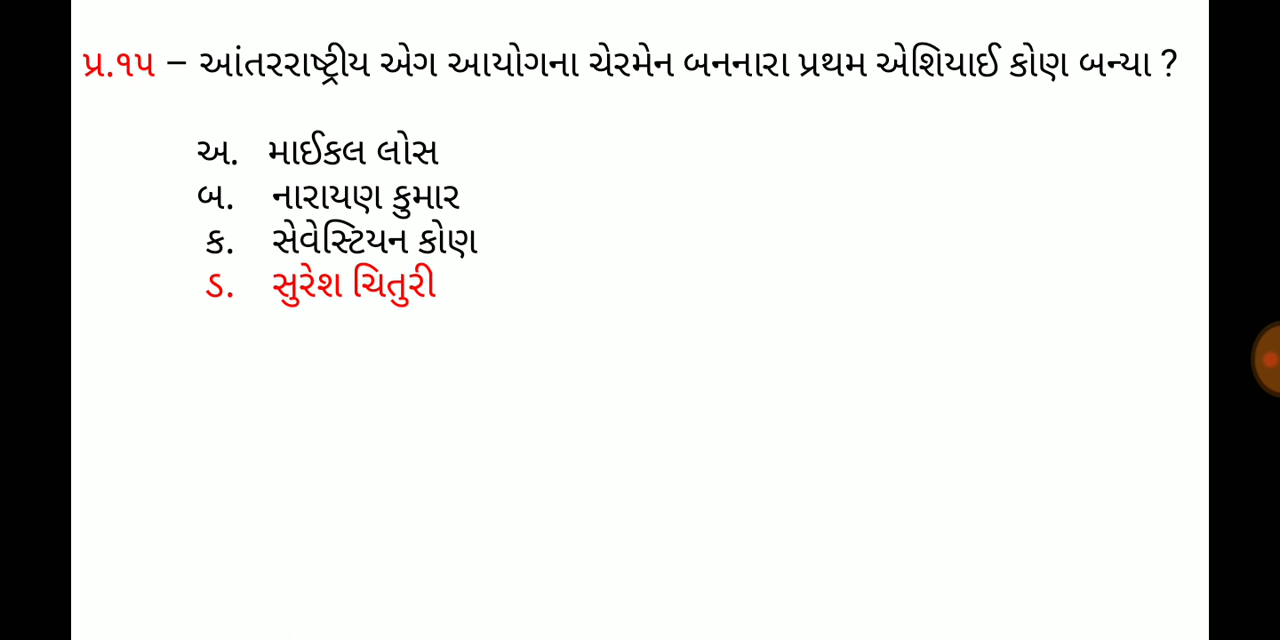 પ્ર.૧૫ – આંતરરાષ્ટ્રીય એગ આયોગના ચેરમેન બનનારા પ્રથમ એશિયાઈ કોણ બન્યા ?
અ. માઈકલ લોસ
બ. નારાયણ કુમાર
ક. સેવેસ્ટિયન કોણ
ડ. સુરેશ ચિતુરી